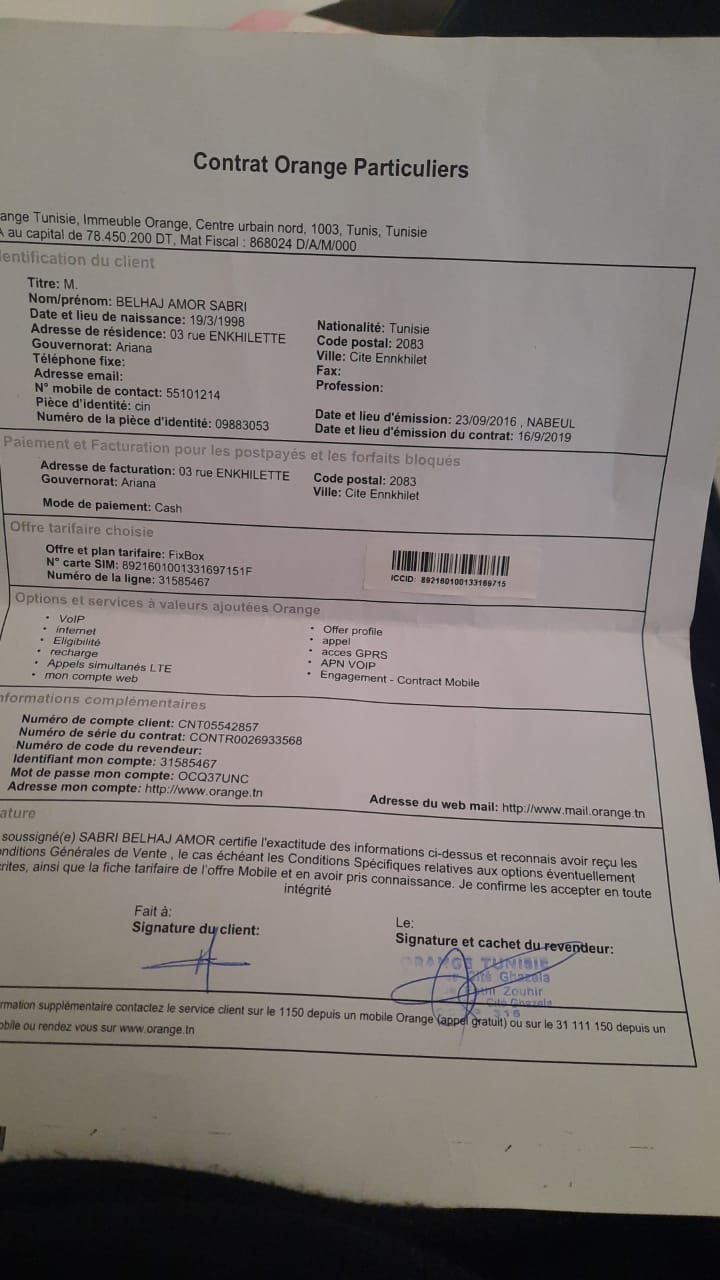 Contrat Orange Particuliers
ange Tunisie, Immeuble Orange, Centre urbain nord, 1003, Tunis, Tunisie
A au capital de 78.450.200 DT, Mat Fiscal : 868024 D/A/M/000
entification du client
Titre: M.
Nom/prénom: BELHAJ AMOR SABRI
Date et lieu de naissance: 19/3/1998
Adresse de résidence: 03 rue ENKHILETTE
Gouvernorat: Ariana
Téléphone fixe:
Adresse email:
N° mobile de contact: 55101214
Pièce d'identité: cin
Numéro de la pièce d'identité: 09883053
Nationalité: Tunisie
Code postal: 2083
Ville: Cite Ennkhilet
Fax:
Profession:
Date et lieu d'émission: 23/09/2016 , NABEUL
Date et lieu d'émission du contrat: 16/9/2019
Paiement et Facturation pour les postpayés et les forfaits bloqués
Adresse de facturation: 03 rue ENKHILETTE
Gouvernorat: Ariana
Code postal: 2083
Ville: Cite Ennkhilet
Mode de paiement: Cash
Offre tarifaire choisie
Offre et plan tarifaire: FixBox
N° carte SIM: 8921601001331697151F
Numéro de la ligne: 31585467
ICCID: 892160100133169715
Options et services à valeurs ajoutées Orange
• VoIP
• internet
• Eligibilité
• recharge
• Appels simultanés LTE
• mon compte web
• Offer profile
• appel
• acces GPRS
• APN VOIP
• Engagement - Contract Mobile
nformations complémentaires
Numéro de compte client: CNT05542857
Numéro de série du contrat: CONTR0026933568
Numéro de code du revendeur:
Identifiant mon compte: 31585467
Mot de passe mon compte: OCQ37UNC
Adresse mon compte: http://www.orange.tn
Adresse du web mail: http://www.mail.orange.tn
ature
soussigné(e) SABRI BELHAJ AMOR certifie l'exactitude des informations ci-dessus et reconnais avoir reçu les
onditions Générales de Vente , le cas échéant les Conditions Spécifiques relatives aux options éventuellement
rites, ainsi que la fiche tarifaire de l'offre Mobile et en avoir pris connaissance. Je confirme les accepter en toute
intégrité
Fait à:
Signature du client:
Le:
Signature et cachet du revendeur:
ORANGE TUNISIE
Cité Ghazela
Zouhir
Cité Ghazela
rmation supplémentaire contactez le service client sur le 1150 depuis un mobile Orange (appel gratuit) ou sur le 31 111 150 depuis un
obile ou rendez vous sur www.orange.tn